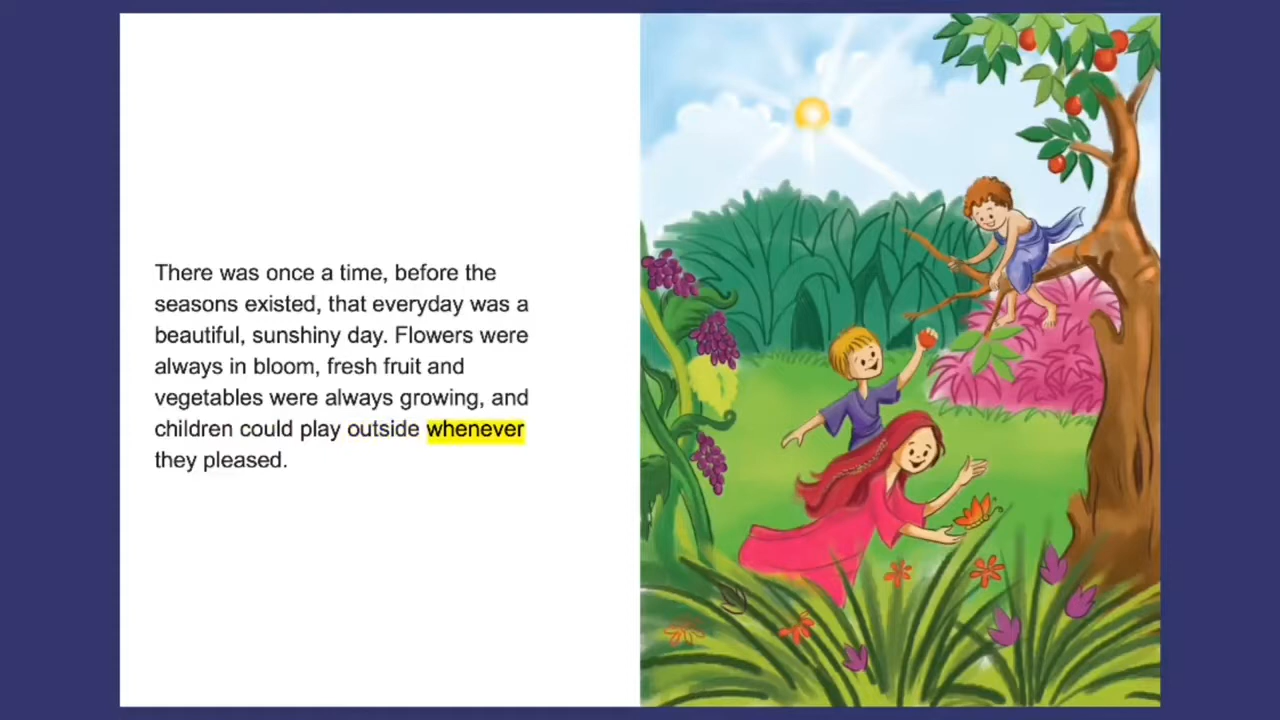 There was once a time, before the
seasons existed, that everyday was a
beautiful, sunshiny day. Flowers were
always in bloom, fresh fruit and
vegetables were always growing, and
children could play outside whenever
they pleased.